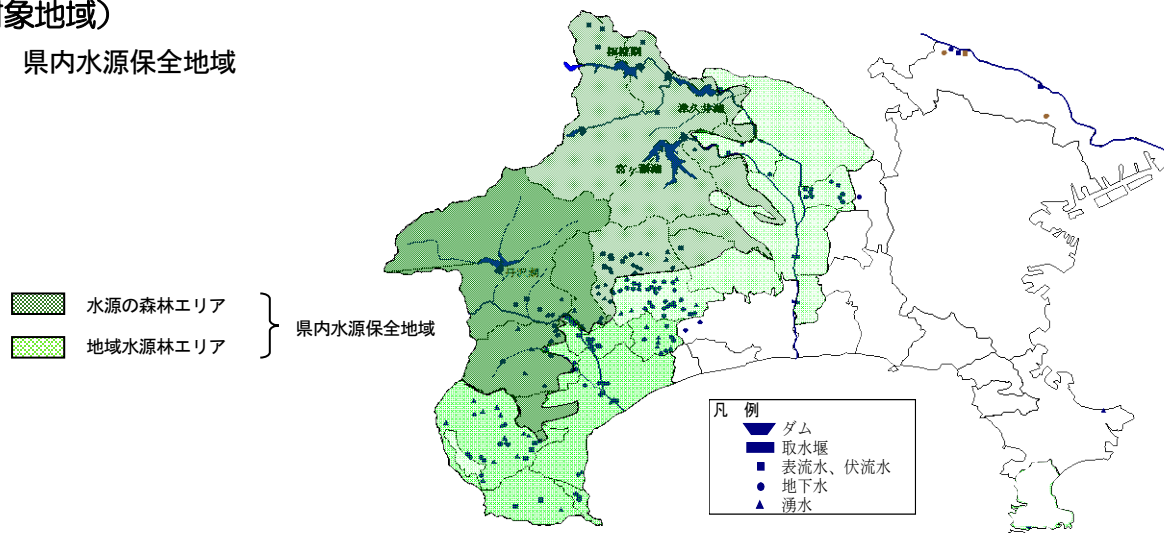 対象地域）
県内水源保全地域
相模湖
津久井湖
宮ヶ瀬湖
丹沢湖
水源の森林エリア
地域水源林エリア
県内水源保全地域
凡 例
ダム
取水堰
表流水、伏流水
地下水
湧水